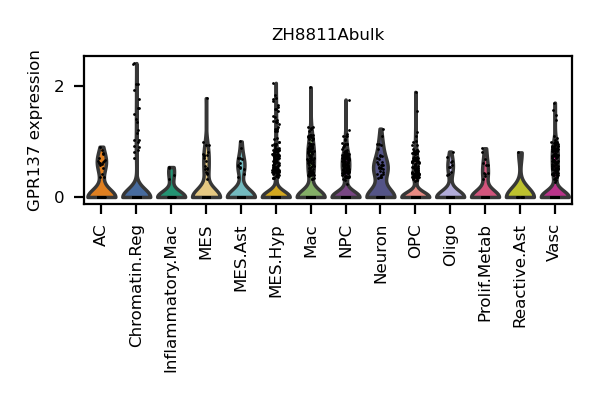 ZH8811Abulk
GPR137 expression
2
0
AC
Chromatin.Reg
Inflammatory.Mac
MES
MES.Ast
MES.Hyp
Mac
NPC
Neuron
OPC
Oligo
Prolif.Metab
Reactive.Ast
Vasc